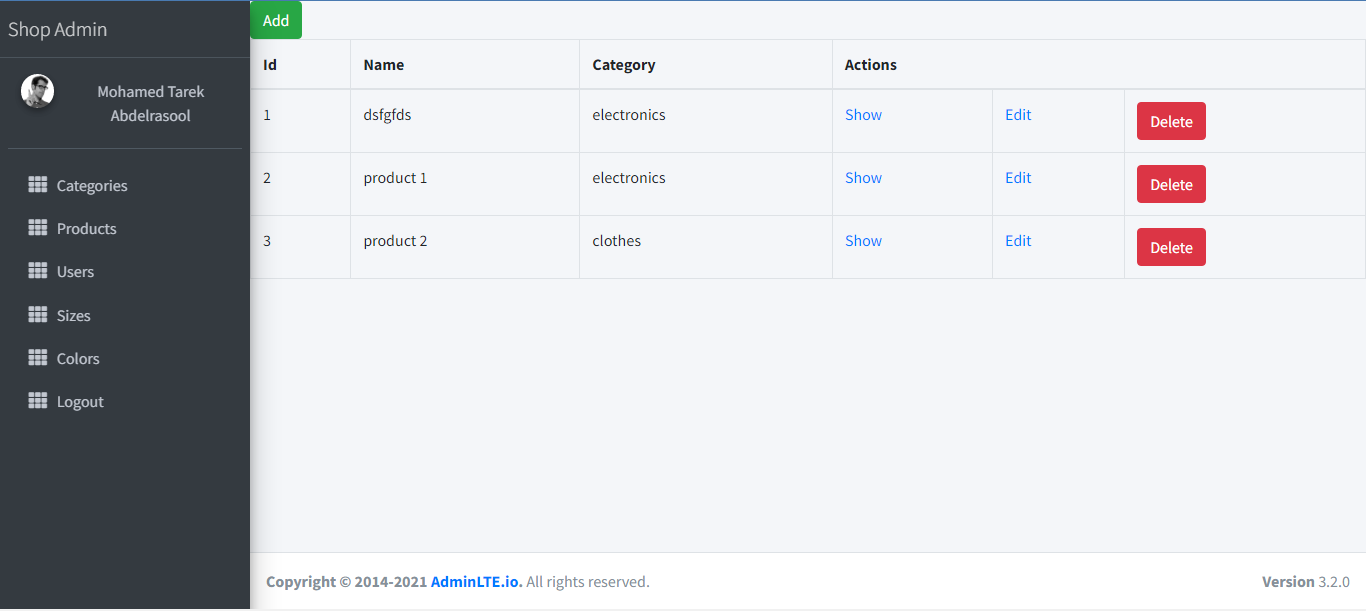 Shop Admin
Mohamed Tarek
Abdelrasool
Categories
Products
Users
Sizes
Colors
Logout
Add
Id Name Category Actions
1 dsfgfds electronics Show Edit Delete
2 product 1 electronics Show Edit Delete
3 product 2 clothes Show Edit Delete
Copyright © 2014-2021 AdminLTE.io. All rights reserved. Version 3.2.0